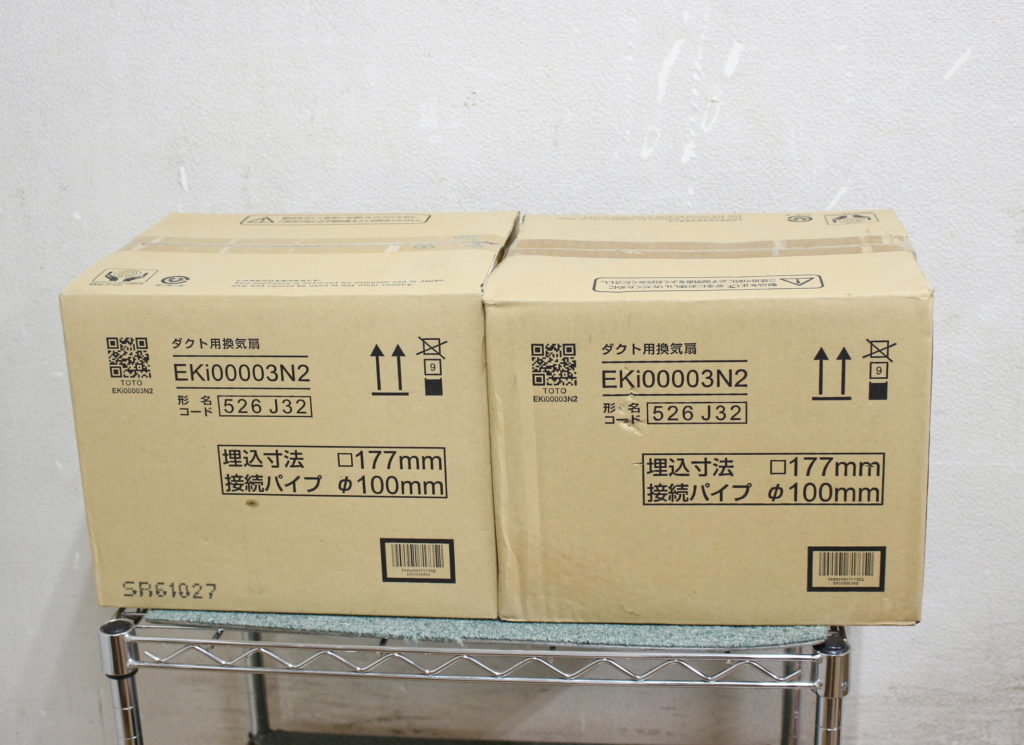 ダクト用換気扇
EKi00003N2
TOTO
EKi00003N2
形名
コード
526 J32
9
埋込寸法 □177mm
接続パイプ φ100mm
SR61027
ダクト用換気扇
EKi00003N2
TOTO
EKi00003N2
形名
コード
526 J32
9
埋込寸法 □177mm
接続パイプ φ100mm